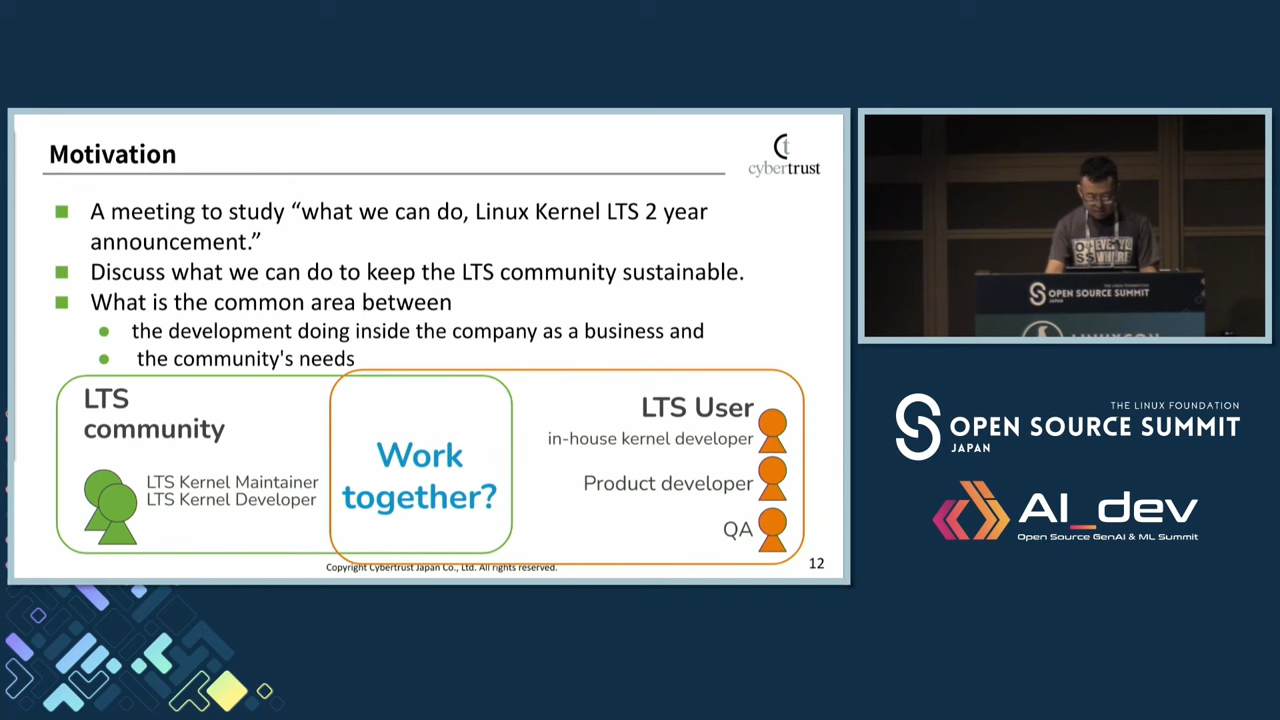 Motivation
cybertrust
A meeting to study “what we can do, Linux Kernel LTS 2 year
announcement.”
Discuss what we can do to keep the LTS community sustainable.
What is the common area between
the development doing inside the company as a business and
the community's needs
LTS
community
LTS Kernel Maintainer
LTS Kernel Developer
Work
together?
LTS User
in-house kernel developer
Product developer
QA
Copyright Cybertrust Japan Co., Ltd. All rights reserved.
12
OPEN SOURCE SUMMIT
JAPAN
THE LINUX FOUNDATION
OPEN SOURCE SUMMIT
JAPAN
AI_dev
Open Source GenAI & ML Summit